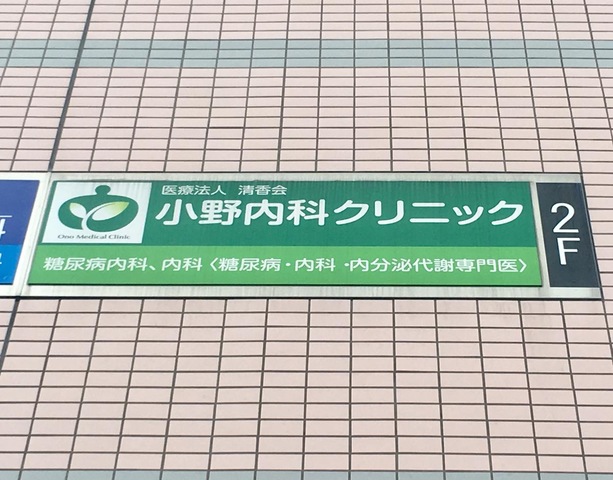 医療法人 清香会
小野内科クリニック
Ono Medical Clinic
糖尿病内科、内科〈糖尿病・内科・内分泌代謝専門医〉
2F